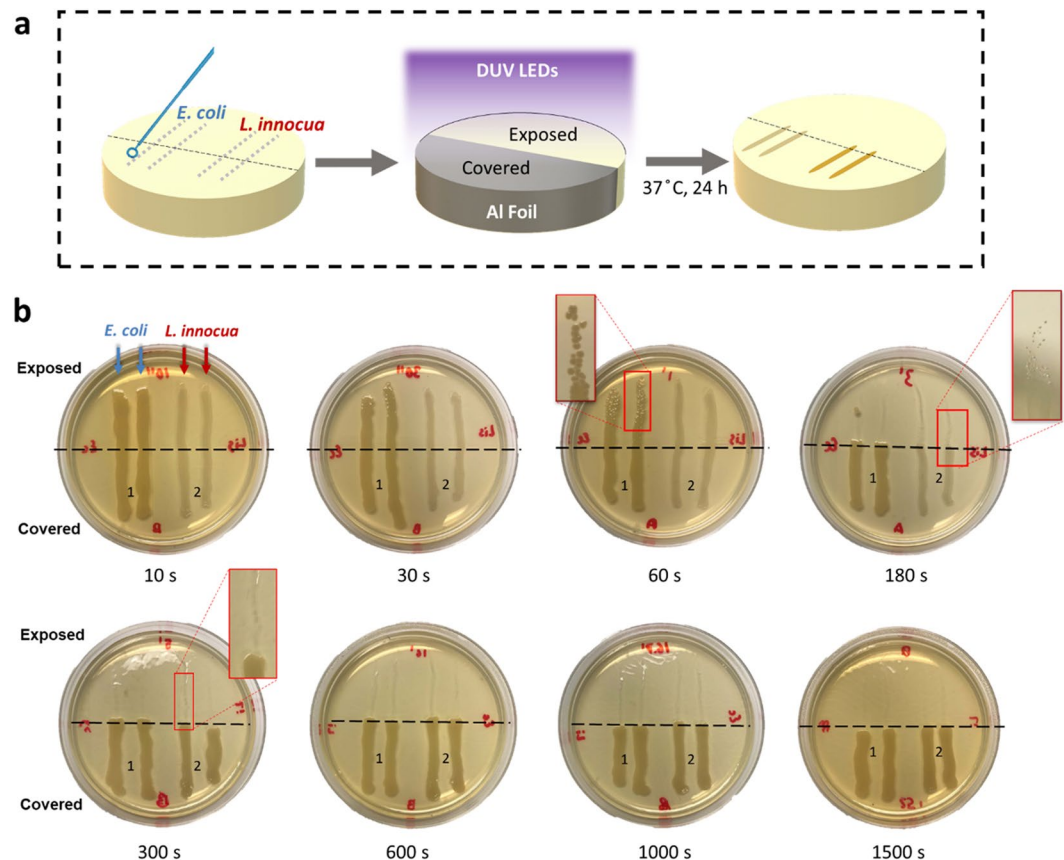 a
DUV LEDs
E. coli
L. innocua
Exposed
Covered
Al Foil
37˚C, 24 h
b
E. coli
L. innocua
Exposed
1
2
1
2
1
2
1
2
Covered
B
A
A
10 s
30 s
60 s
180 s
Exposed
1
2
1
2
1
2
1
2
Covered
B
B
300 s
600 s
1000 s
1500 s